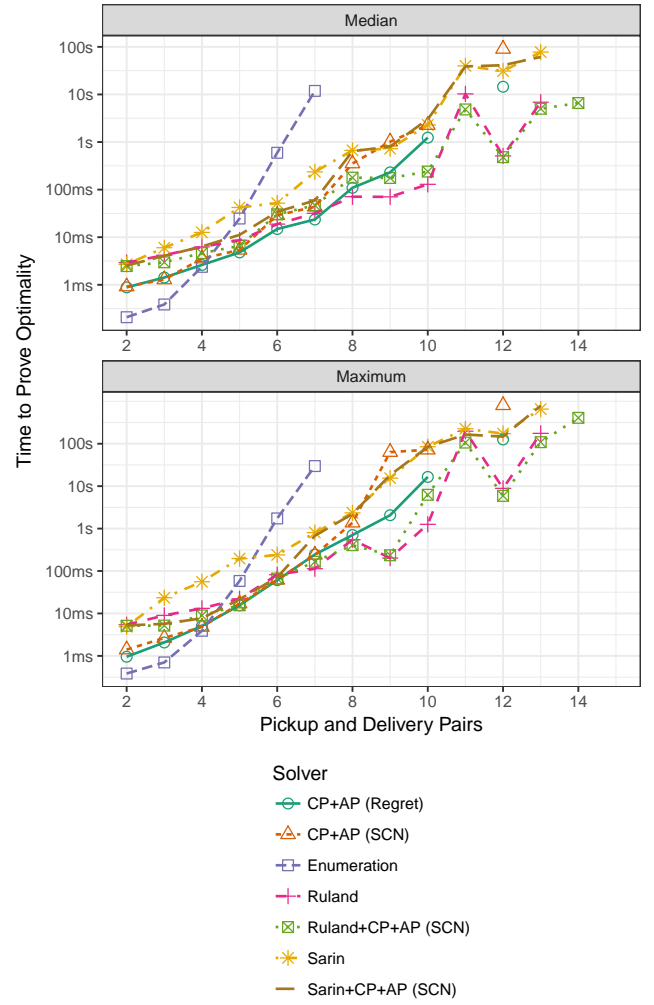 Median
100s
10s
1s
100ms
10ms
1ms
2 4 6 8 10 12 14
Time to Prove Optimality
Maximum
100s
10s
1s
100ms
10ms
1ms
2 4 6 8 10 12 14
Pickup and Delivery Pairs
Solver
CP+AP (Regret)
CP+AP (SCN)
Enumeration
Ruland
Ruland+CP+AP (SCN)
Sarin
Sarin+CP+AP (SCN)